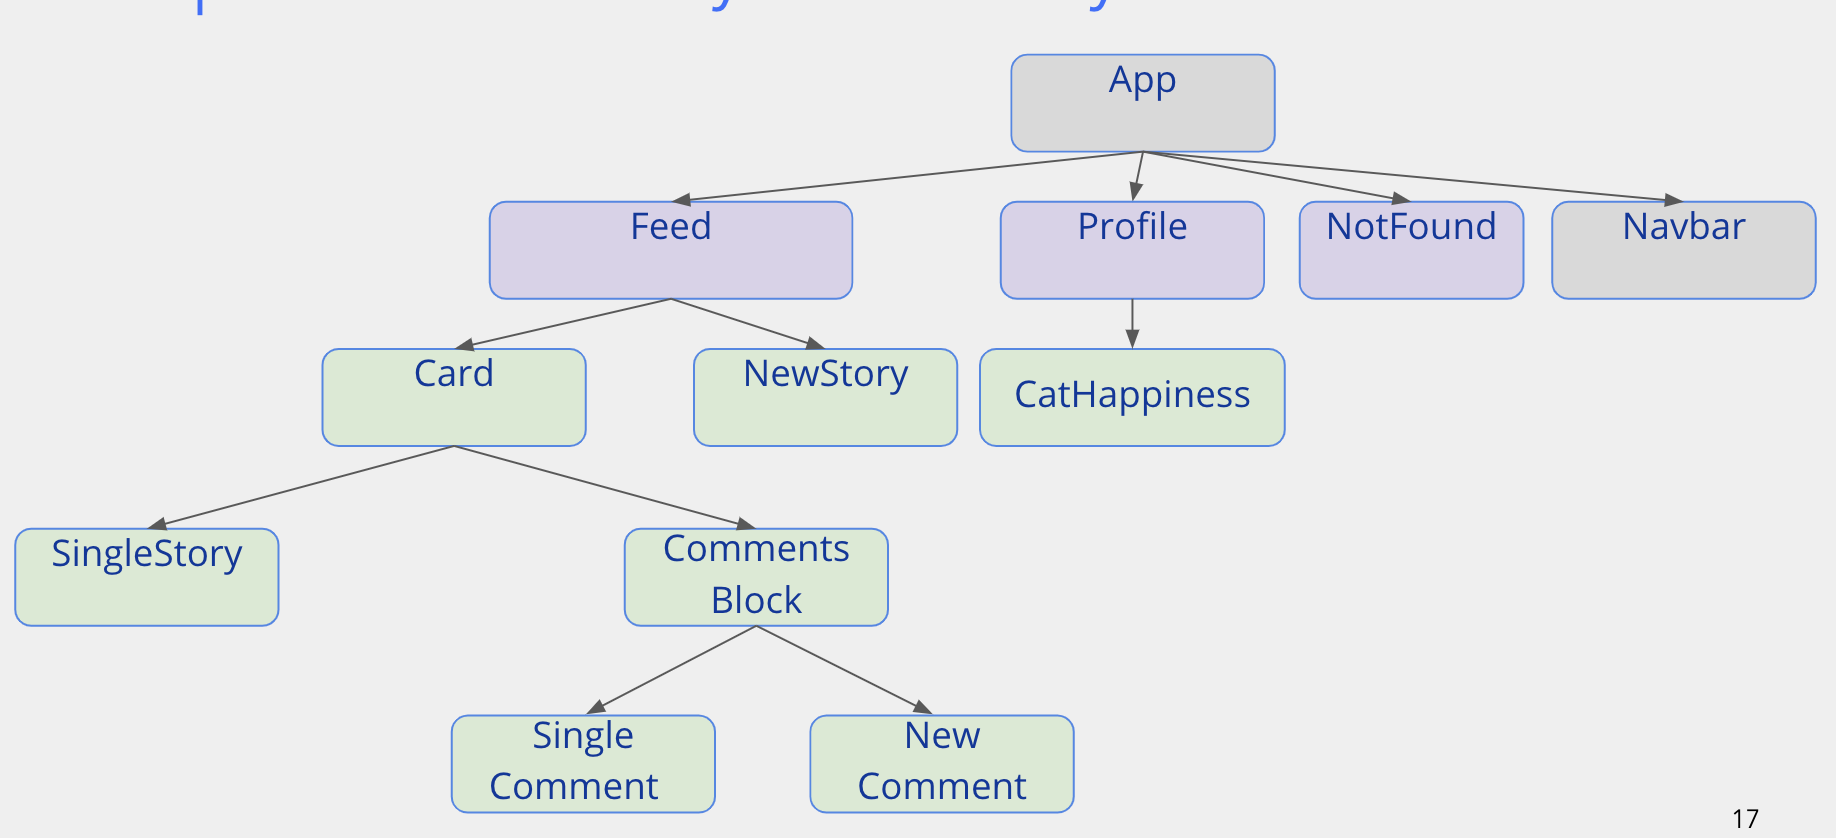 App
Feed
Profile
NotFound
Navbar
Card
NewStory
CatHappiness
SingleStory
Comments
Block
Single
Comment
New
Comment
17